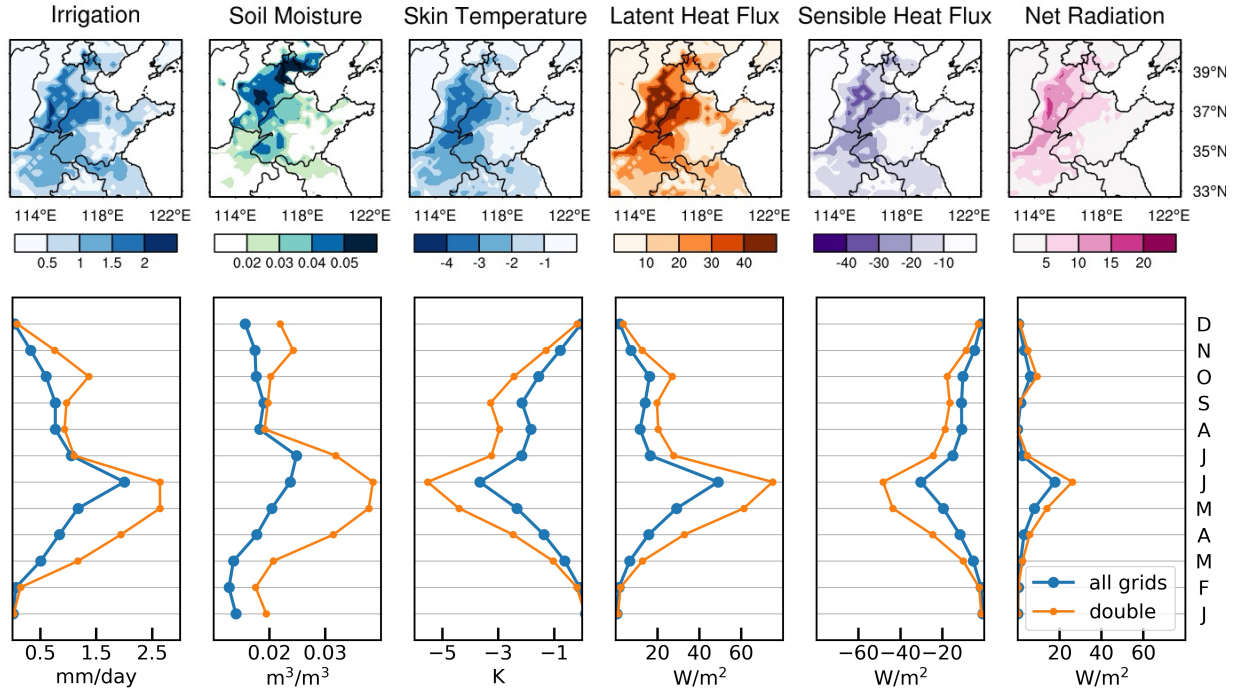 Irrigation Soil Moisture Skin Temperature Latent Heat Flux Sensible Heat Flux Net Radiation
39°N
37°N
35°N
33°N
114°E 118°E 122°E 114°E 118°E 122°E 114°E 118°E 122°E 114°E 118°E 122°E 114°E 118°E 122°E 114°E 118°E 122°E
0.5 1 1.5 2 0.02 0.03 0.04 0.05 -4 -3 -2 -1 10 20 30 40 -40 -30 -20 -10 5 10 15 20
D
N
O
S
A
J
J
M
A
M
all grids
F
double
J
0.5 1.5 2.5 0.02 0.03 −5 −3 −1 20 40 60 −60 −40 −20 20 40 60
mm/day m³/m³ K W/m² W/m² W/m²